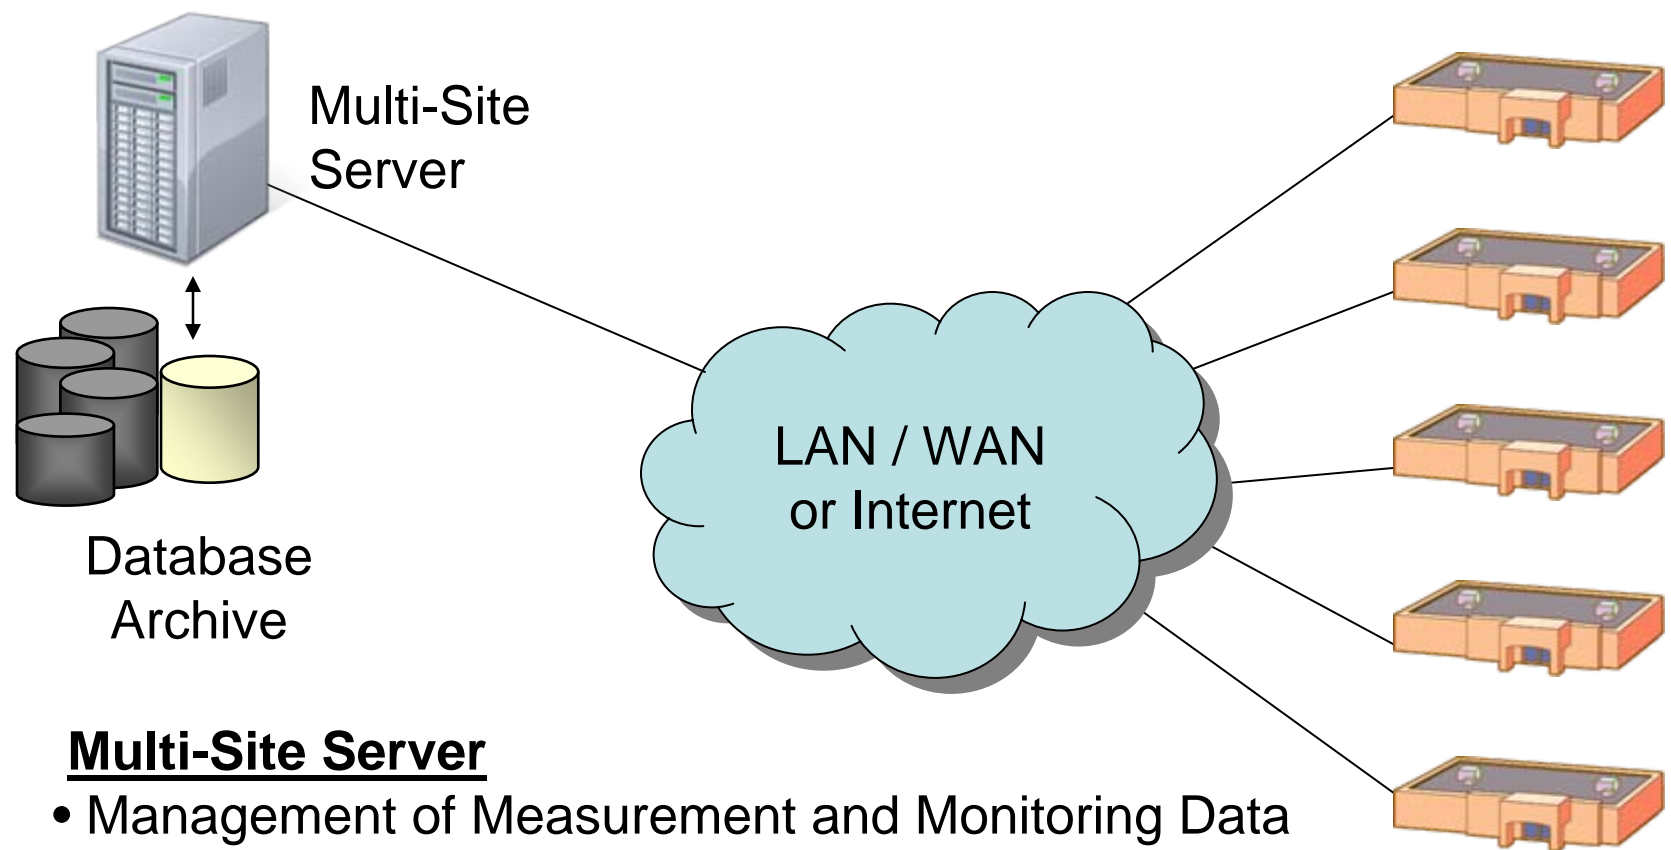 Multi-Site
Server
LAN / WAN
or Internet
Database
Archive
Multi-Site Server
• Management of Measurement and Monitoring Data